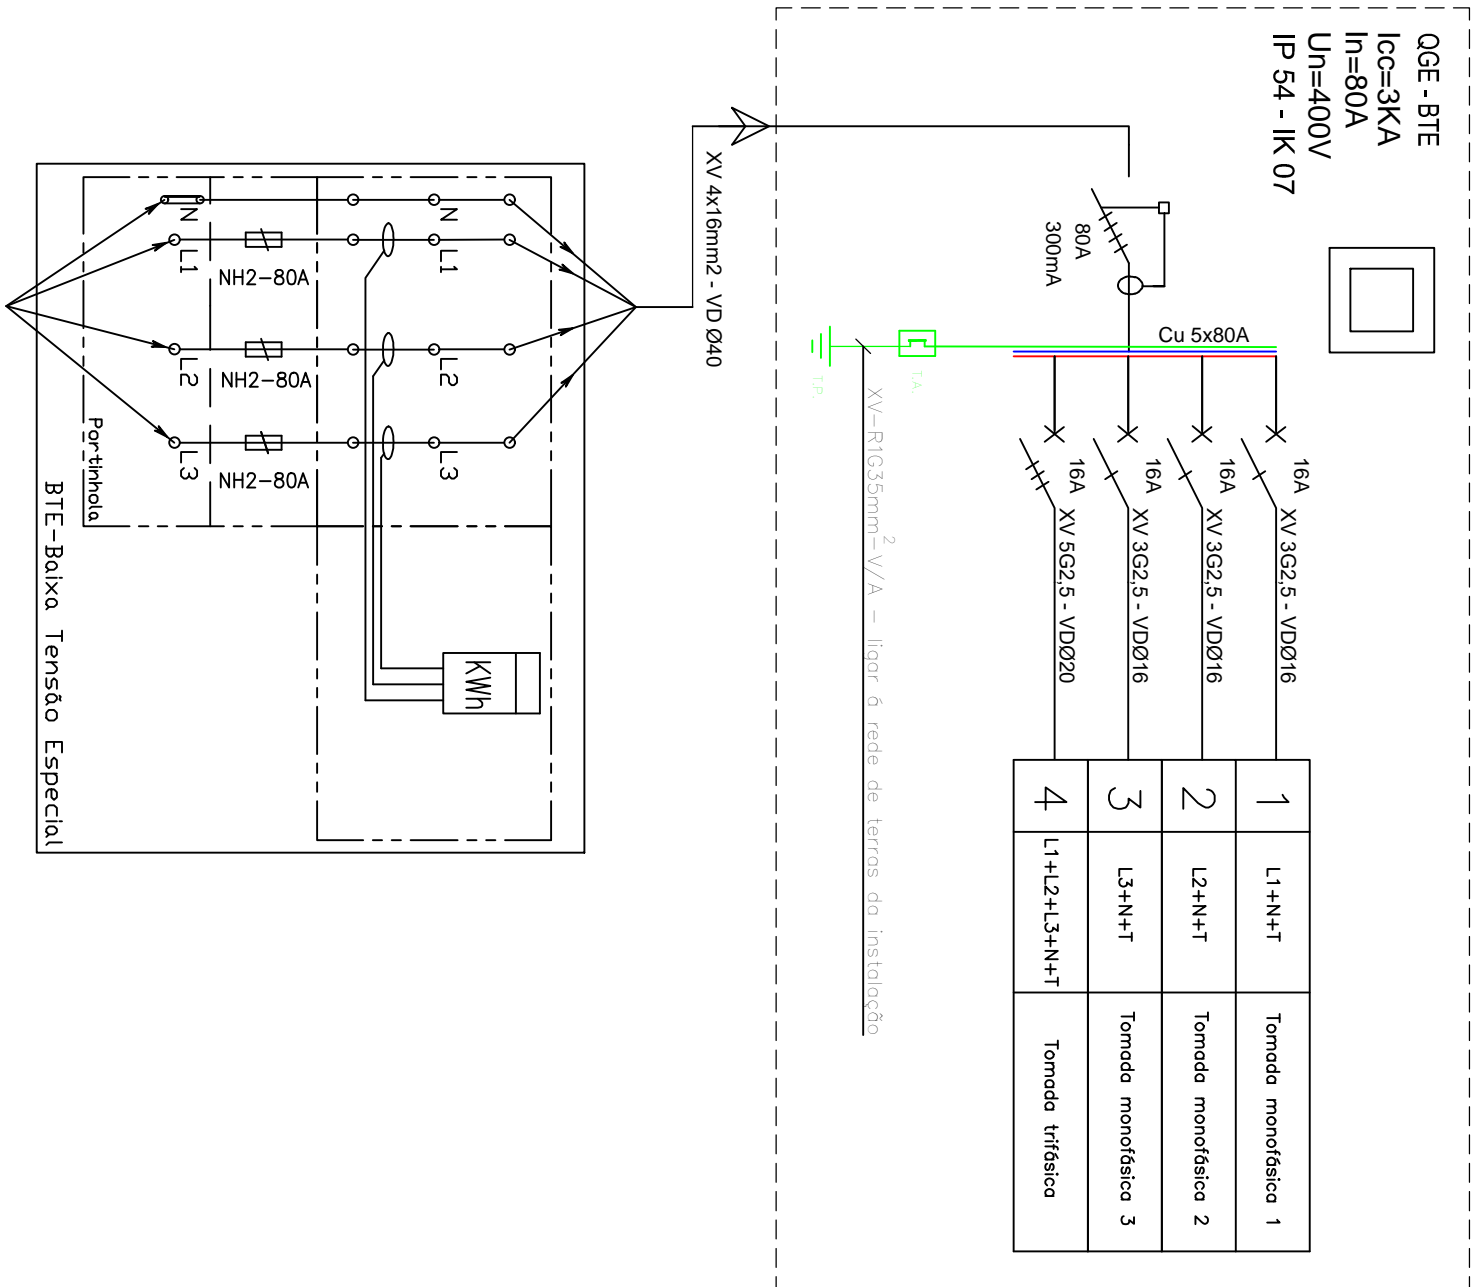 QGE - BTE
Icc=3KA
In=80A
Un=400V
IP 54 - IK 07
80A
300mA
Cu 5x80A
T.A.
T.P.
XV-R1G35mm² - V/A - ligar á rede de terras da instalação
XV 4x16mm2 - VD Ø40
16A
XV 3G2,5 - VDØ16
1
L1+N+T
Tomada monofásica 1
16A
XV 3G2,5 - VDØ16
2
L2+N+T
Tomada monofásica 2
16A
XV 3G2,5 - VDØ16
3
L3+N+T
Tomada monofásica 3
16A
XV 5G2,5 - VDØ20
4
L1+L2+L3+N+T
Tomada trifásica
N
L1
L2
L3
KWh
NH2-80A
NH2-80A
NH2-80A
N
L1
L2
L3
Portinhola
BTE-Baixa Tensão Especial